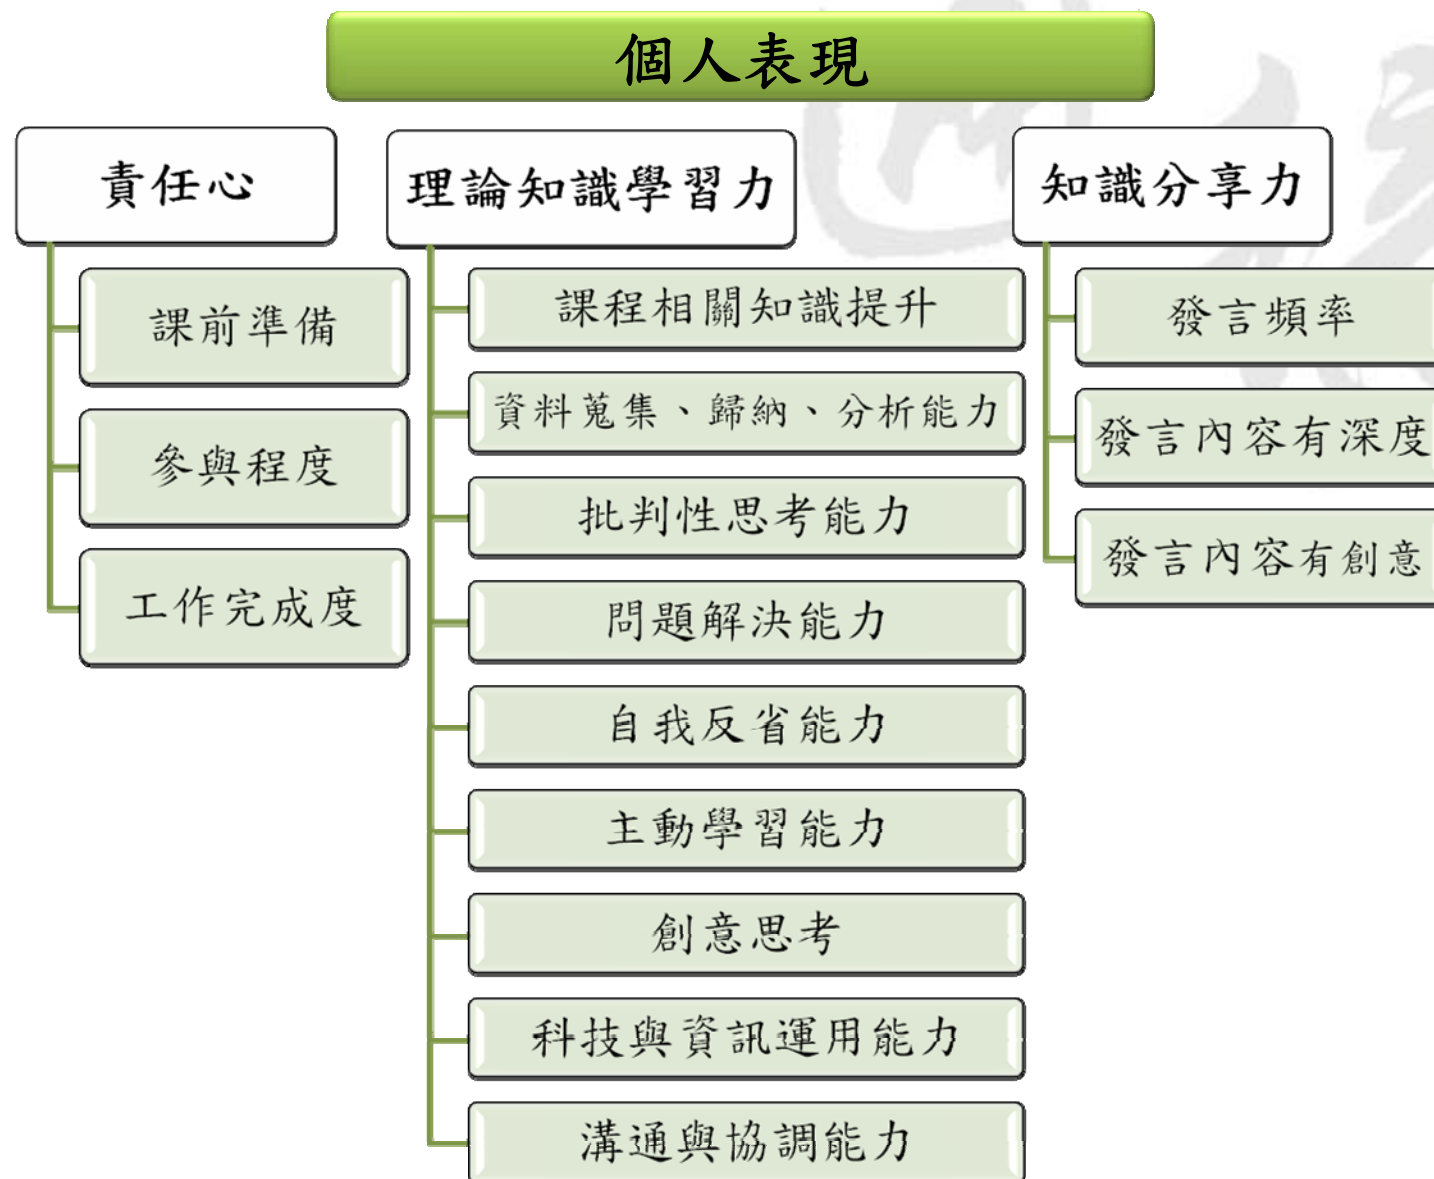 個人表現
責任心
課前準備
參與程度
工作完成度
理論知識學習力
課程相關知識提升
資料蒐集、歸納、分析能力
批判性思考能力
問題解決能力
自我反省能力
主動學習能力
創意思考
科技與資訊運用能力
溝通與協調能力
知識分享力
發言頻率
發言內容有深度
發言內容有創意